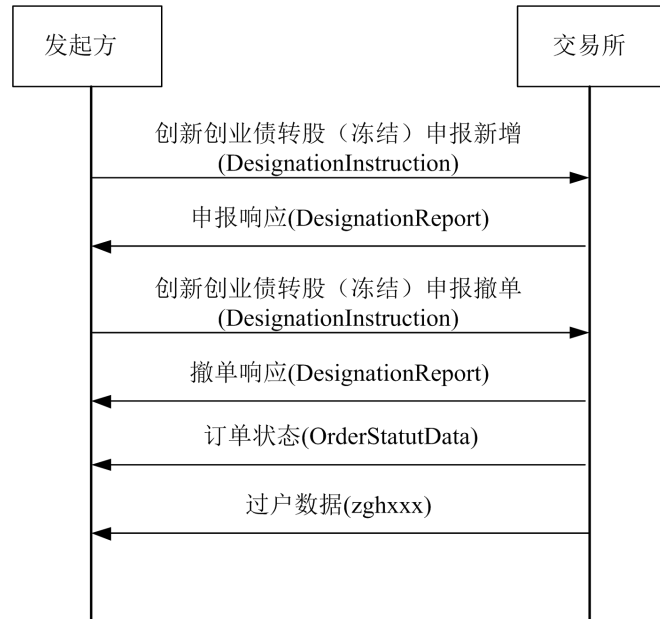 发起方
交易所
创新创业债转股（冻结）申报新增
(DesignationInstruction)
申报响应(DesignationReport)
创新创业债转股（冻结）申报撤单
(DesignationInstruction)
撤单响应(DesignationReport)
订单状态(OrderStatutData)
过户数据(zghxxx)